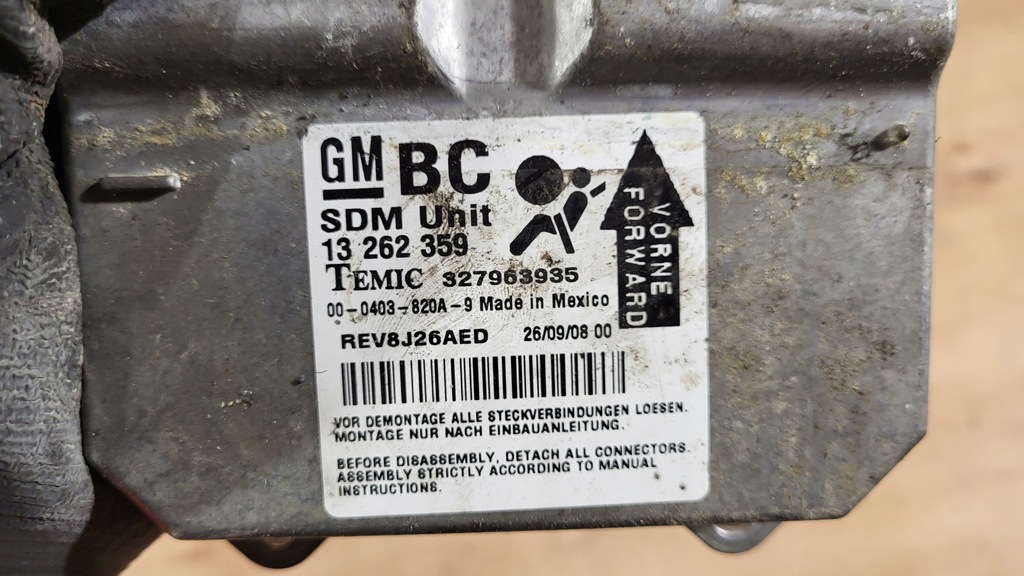 GM BC
SDM Unit
13 262 359
TEMIC 327963935
00-0403-820A-9 Made in Mexico
REV8J26AED 26/09/08 00
VORNE
FORWARD
VOR DEMONTAGE ALLE STECKVERBINDUNGEN LOESEN.
MONTAGE NUR NACH EINBAUANLEITUNG.
BEFORE DISASSEMBLY, DETACH ALL CONNECTORS.
ASSEMBLY STRICTLY ACCORDING TO MANUAL
INSTRUCTIONS.